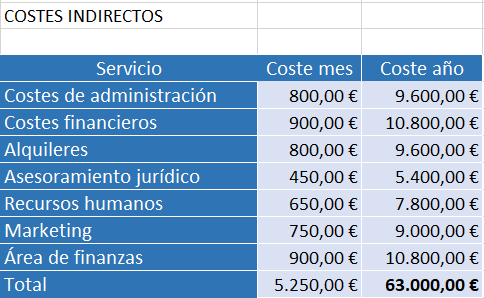 COSTES INDIRECTOS
Servicio Coste mes Coste año
Costes de administración 800,00 € 9.600,00 €
Costes financieros 900,00 € 10.800,00 €
Alquileres 800,00 € 9.600,00 €
Asesoramiento jurídico 450,00 € 5.400,00 €
Recursos humanos 650,00 € 7.800,00 €
Marketing 750,00 € 9.000,00 €
Área de finanzas 900,00 € 10.800,00 €
Total 5.250,00 € 63.000,00 €